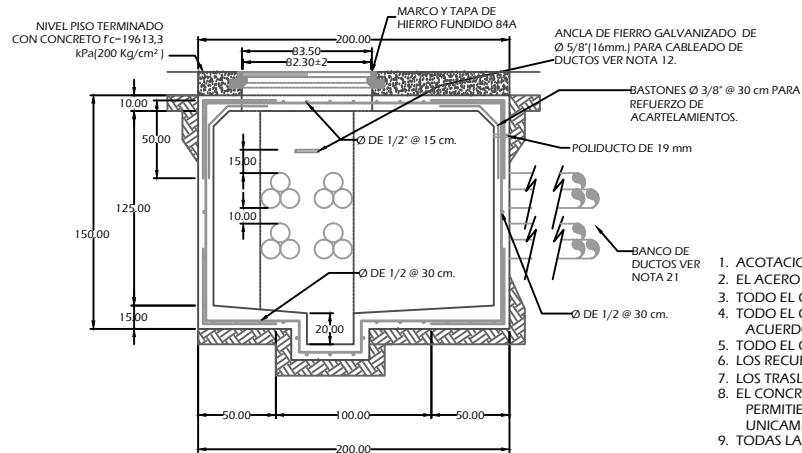 NIVEL PISO TERMINADO
CON CONCRETO f'c=19613,3
kPa(200 Kg/cm²)
MARCO Y TAPA DE
HIERRO FUNDIDO 84A
200.00
83.50
82.30±2
ANCLA DE FIERRO GALVANIZADO DE
Ø 5/8"(16mm.) PARA CABLEADO DE
DUCTOS VER NOTA 12.
BASTONES Ø 3/8" @ 30 cm PARA
REFUERZO DE
ACARTELAMIENTOS.
10.00
50.00
Ø DE 1/2" @ 15 cm.
POLIDUCTO DE 19 mm
15.00
125.00
150.00
10.00
BANCO DE
DUCTOS VER
NOTA 21
Ø DE 1/2 @ 30 cm.
Ø DE 1/2 @ 30 cm.
15.00
20.00
50.00
100.00
50.00
200.00
1. ACOTACIO
2. EL ACERO
3. TODO EL C
4. TODO EL C
ACUERDO
5. TODO EL C
6. LOS RECUE
7. LOS TRASL
8. EL CONCRE
PERMITIE
UNICAM
9. TODAS LA